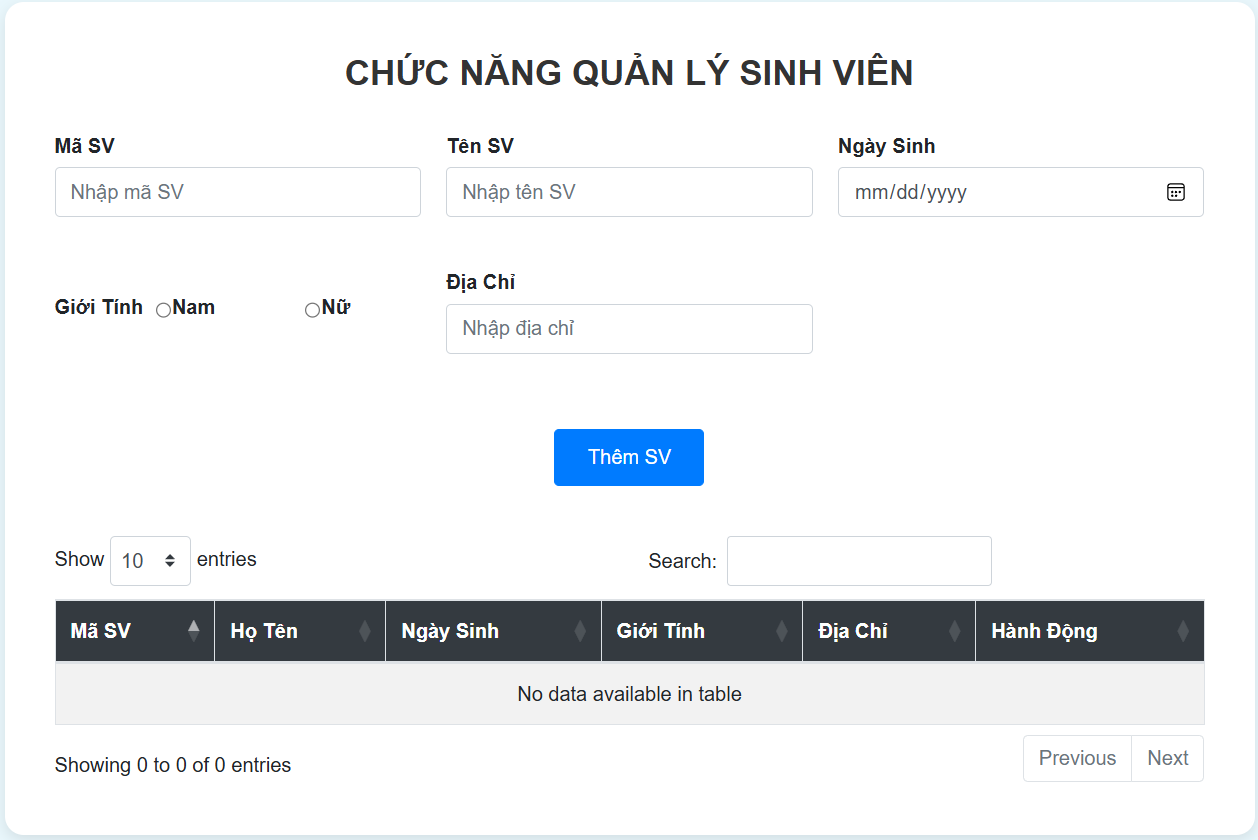 CHỨC NĂNG QUẢN LÝ SINH VIÊN
Mã SV Tên SV Ngày Sinh
Nhập mã SV Nhập tên SV mm/dd/yyyy
Địa Chỉ
Giới Tính Nam Nữ
Nhập địa chỉ
Thêm SV
Show 10 entries Search:
Mã SV Họ Tên Ngày Sinh Giới Tính Địa Chỉ Hành Động
No data available in table
Showing 0 to 0 of 0 entries Previous Next